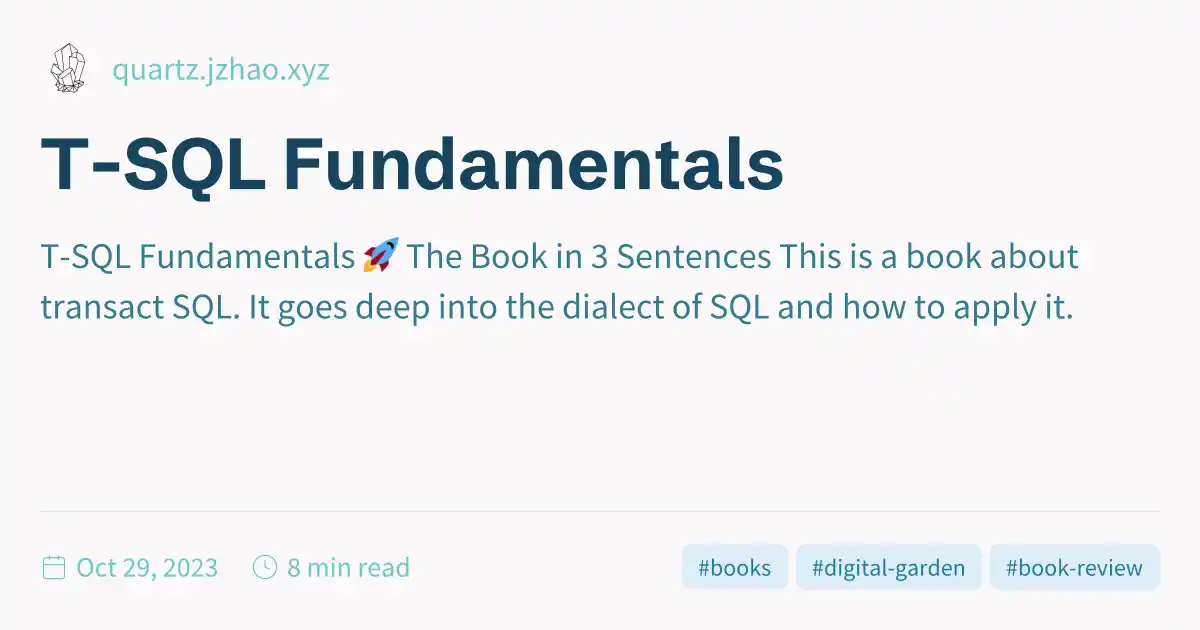 quartz.jzhao.xyz
T-SQL Fundamentals
T-SQL Fundamentals 🚀 The Book in 3 Sentences This is a book about
transact SQL. It goes deep into the dialect of SQL and how to apply it.
Oct 29, 2023 8 min read #books #digital-garden #book-review